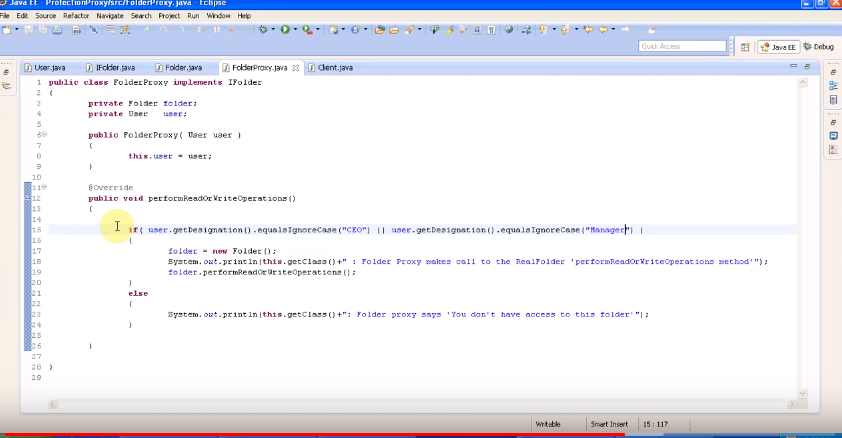 Java EE - ProtectionProxy/src/FolderProxy.java - Eclipse
File Edit Source Refactor Navigate Search Project Run Window Help
Quick Access
Java EE
Debug
User.java IFolder.java Folder.java FolderProxy.java Client.java
1 public class FolderProxy implements IFolder
2 {
3 private Folder folder;
4 private User user;
5
6 public FolderProxy( User user )
7 {
8 this.user = user;
9 }
10
11 @Override
12 public void performReadOrWriteOperations()
13 {
14
15 if( user.getDesignation().equalsIgnoreCase("CEO") || user.getDesignation().equalsIgnoreCase("Manager") |
16 {
17 folder = new Folder();
18 System.out.println(this.getClass()+" : Folder Proxy makes call to the RealFolder 'performReadOrWriteOperations method'");
19 folder.performReadOrWriteOperations();
20 }
21 else
22 {
23 System.out.println(this.getClass()+": Folder proxy says 'You don't have access to this folder'");
24 }
25
26 }
27
28 }
29
Writable Smart Insert 15 : 117